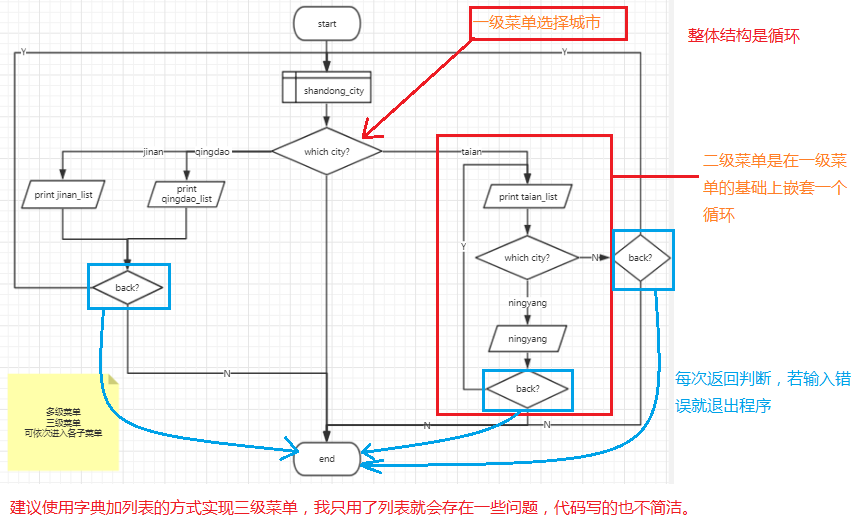 start
一级菜单选择城市
整体结构是循环
Y
Y
shandong_city
jinan
qingdao
which city?
taian
二级菜单是在一级菜
单的基础上嵌套一个
循环
print jinan_list
print
qingdao_list
print taian_list
Y
which city?
N
back?
back?
ningyang
ningyang
N
back?
每次返回判断，若输入错
误就退出程序
多级菜单
三级菜单
可依次进入各子菜单
N
N
end
建议使用字典加列表的方式实现三级菜单，我只用了列表就会存在一些问题，代码写的也不简洁。